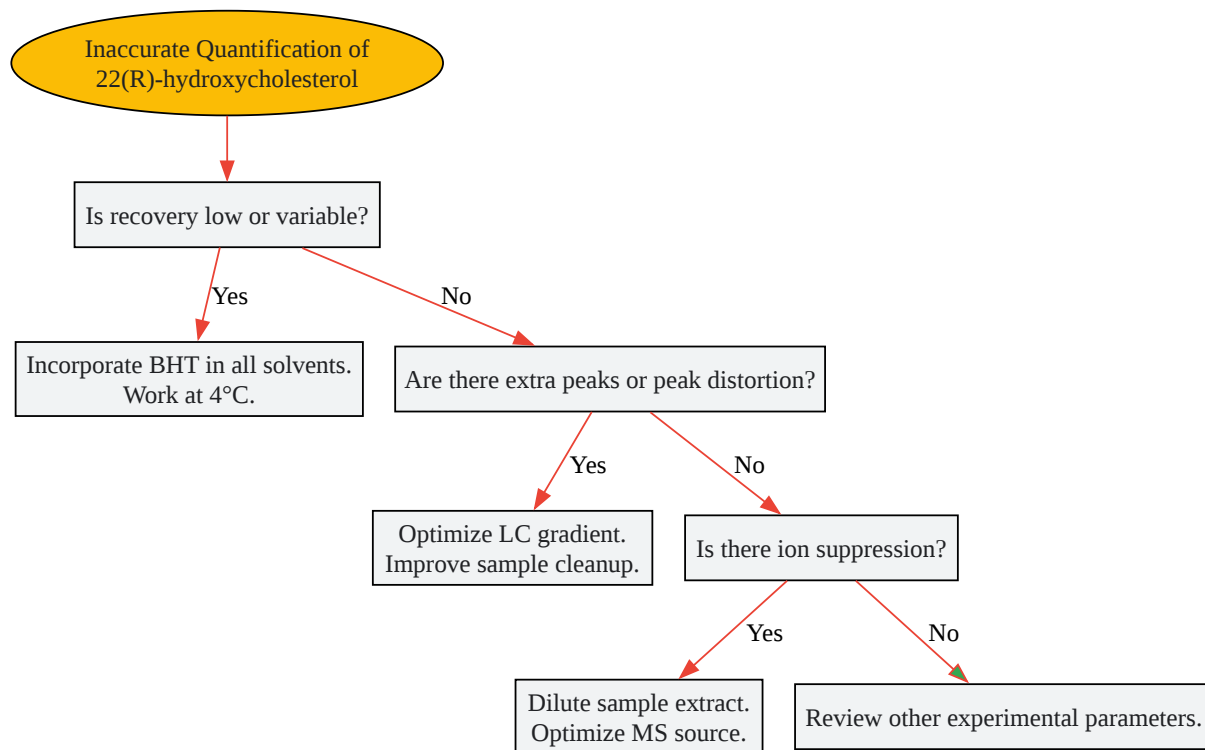 Inaccurate Quantification of
22(R)-hydroxycholesterol
Is recovery low or variable?
Yes
No
Incorporate BHT in all solvents.
Work at 4°C.
Are there extra peaks or peak distortion?
Yes
No
Optimize LC gradient.
Improve sample cleanup.
Is there ion suppression?
Yes
No
Dilute sample extract.
Optimize MS source.
Review other experimental parameters.